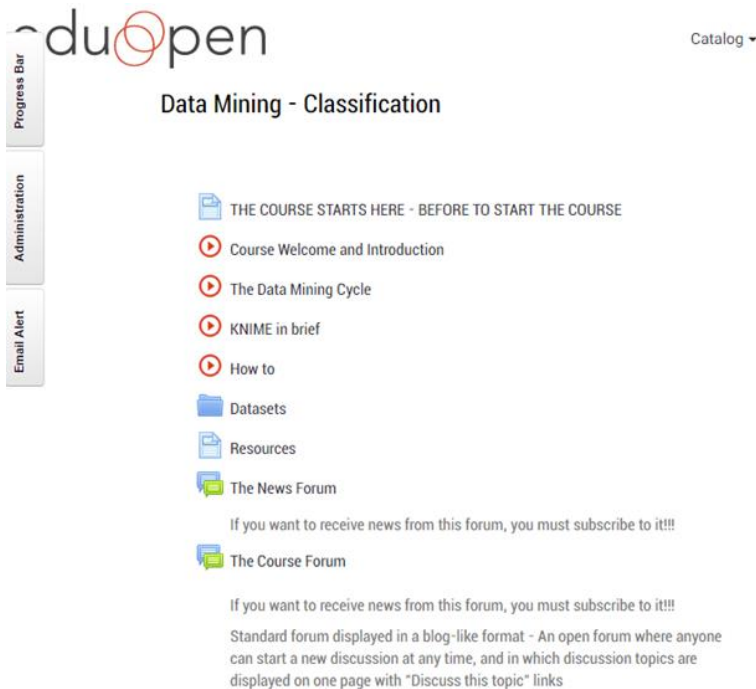 eduopen
Catalog
Progress Bar
Data Mining - Classification
Administration
THE COURSE STARTS HERE - BEFORE TO START THE COURSE
Course Welcome and Introduction
The Data Mining Cycle
Email Alert
KNIME in brief
How to
Datasets
Resources
The News Forum
If you want to receive news from this forum, you must subscribe to it!!!
The Course Forum
If you want to receive news from this forum, you must subscribe to it!!!
Standard forum displayed in a blog-like format - An open forum where anyone
can start a new discussion at any time, and in which discussion topics are
displayed on one page with "Discuss this topic" links